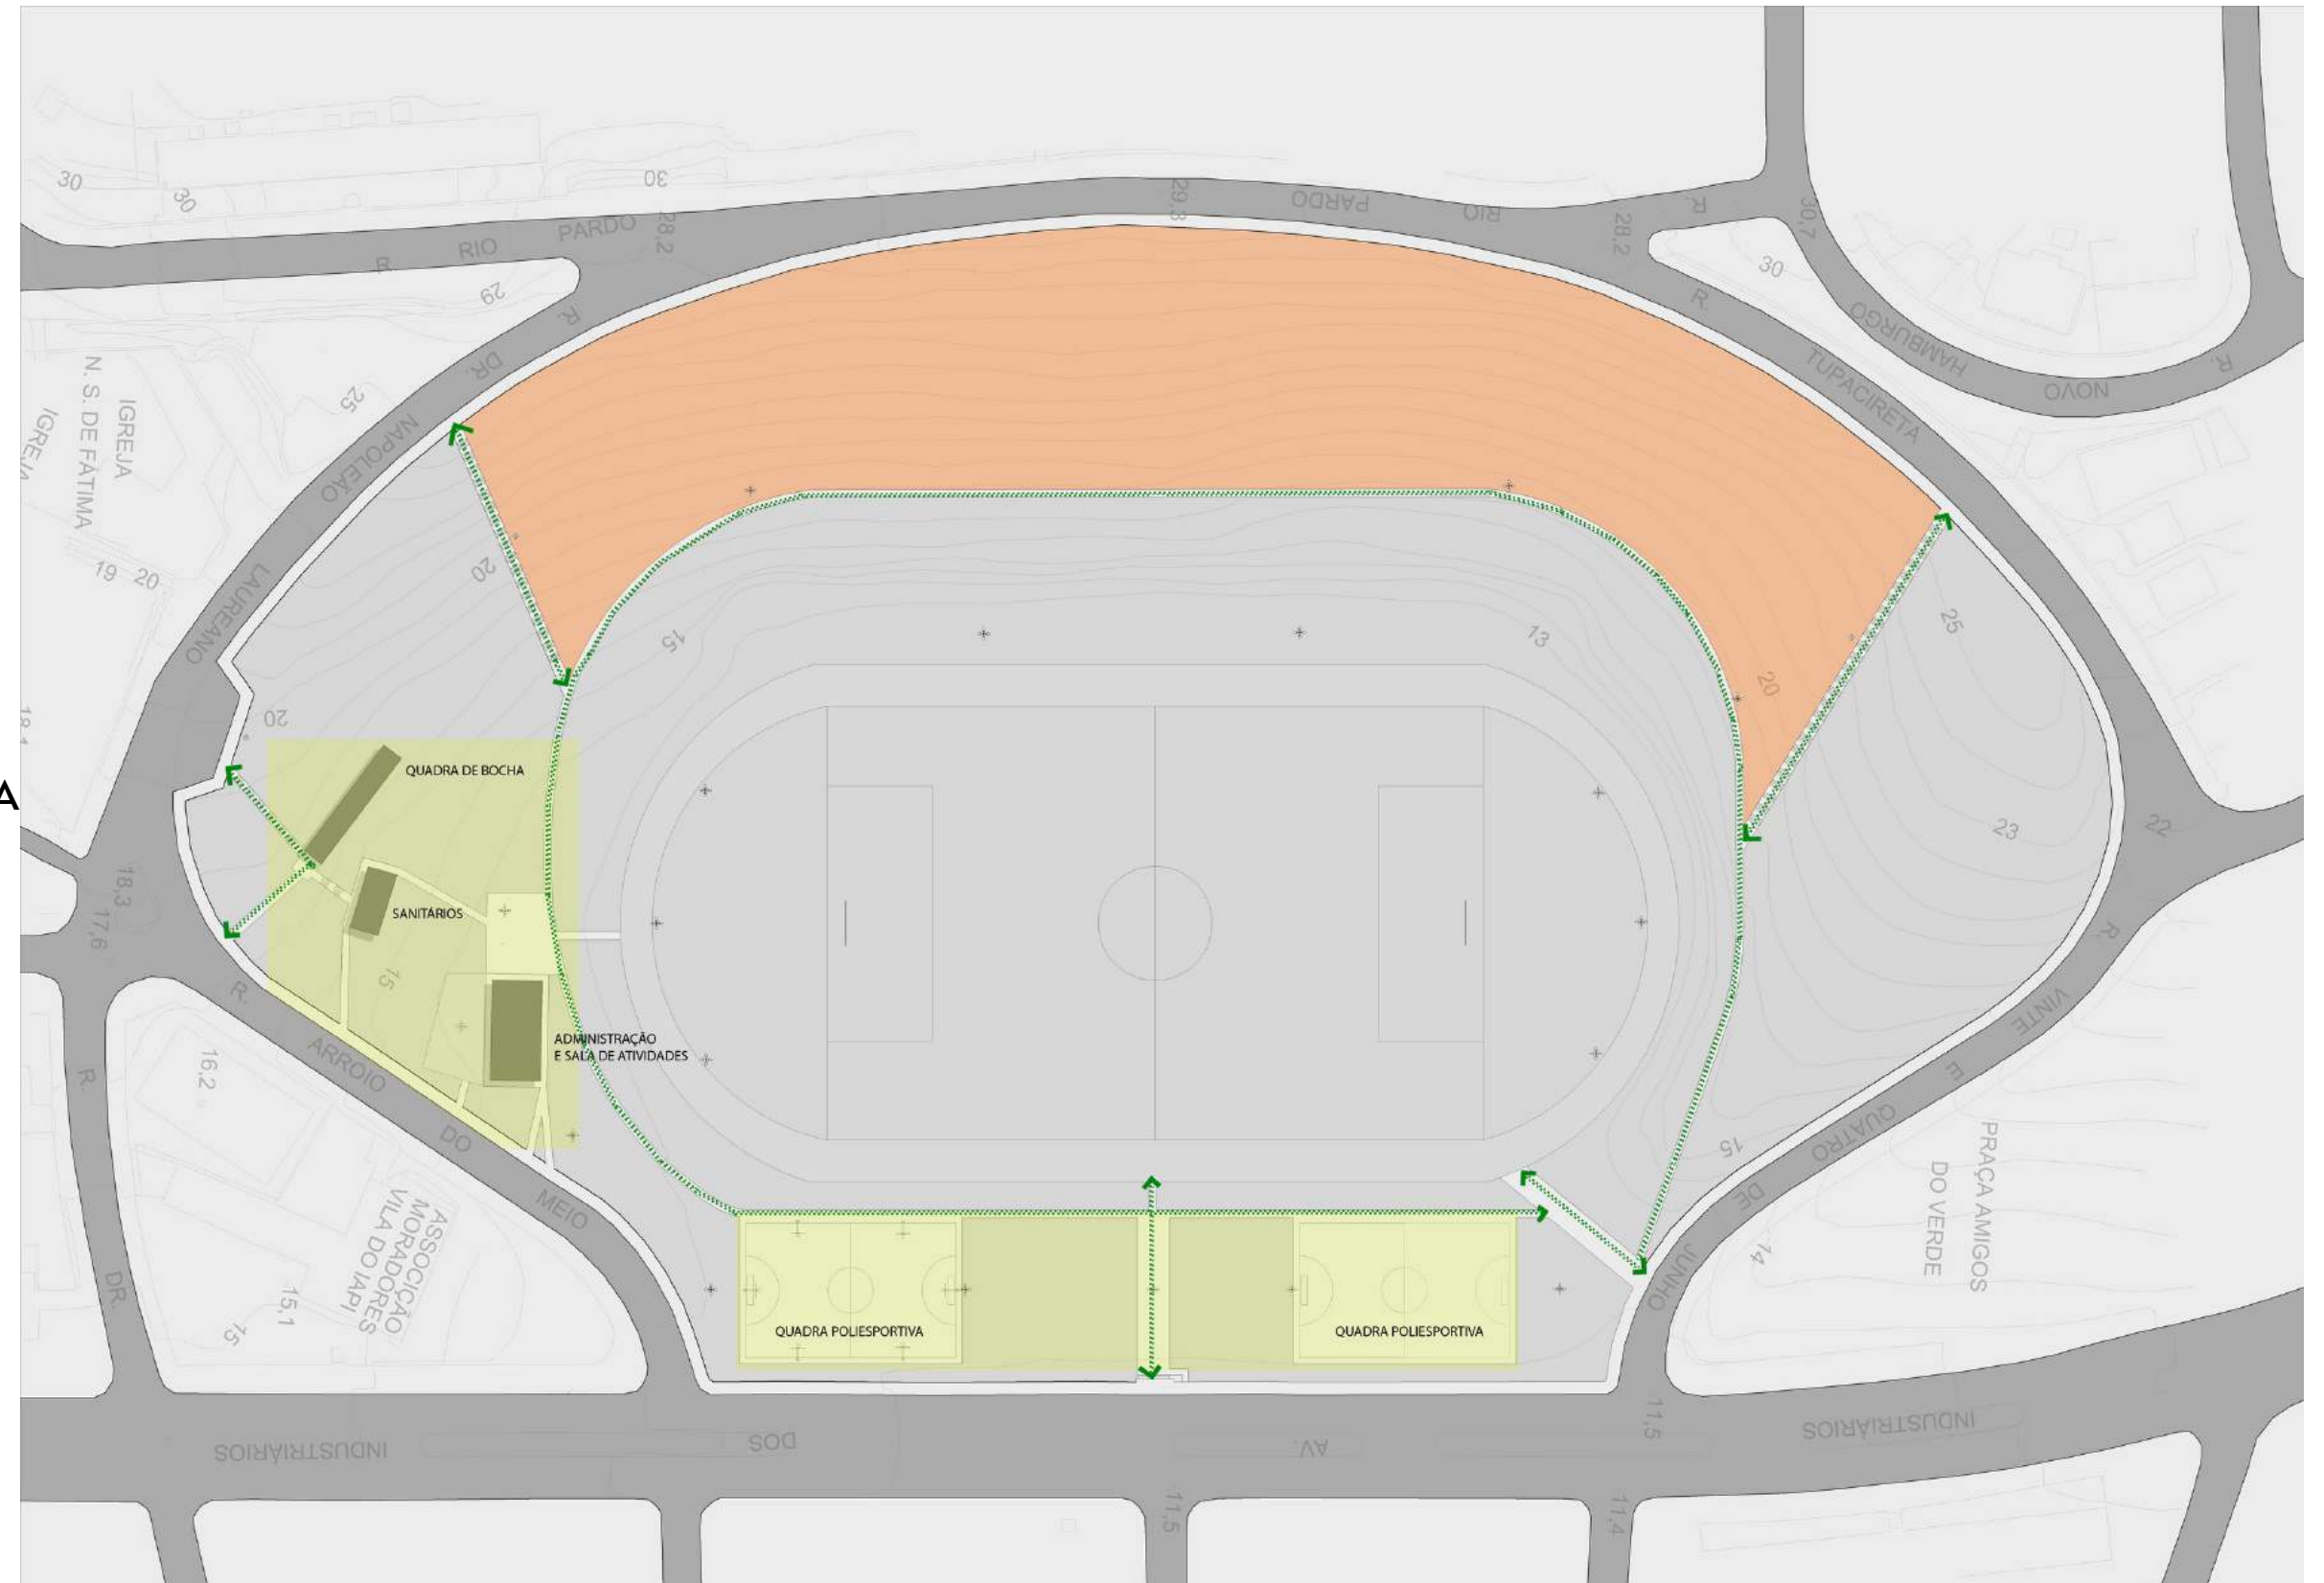 30
30
30
28,2
R. RIO PARDO
29
29,3
PARDO
RIO
R.
28,2
30,7
30
R.
TUPACIRETA
HAMBURGO
NOVO
R.
R.
DR.
NAPOLEÃO
LAUREANO
25
IGREJA
N. S. DE FÁTIMA
IGREJA
19 20
20
15
13
20
25
20
QUADRA DE BOCHA
A
23
22
18,3
17,6
SANITÁRIOS
15
R.
ARROIO
DO
MEIO
ADMINISTRAÇÃO
E SALA DE ATIVIDADES
R.
VINTE
E
QUATRO
DE
JUNHO
16,2
R.
DR.
15
PRAÇA AMIGOS
DO VERDE
14
ASSOCIÇÃO
MORADORES
VILA DO IAPI
15,1
15
QUADRA POLIESPORTIVA
QUADRA POLIESPORTIVA
INDUSTRIÁRIOS
DOS
AV.
11,5
INDUSTRIÁRIOS
11,5
11,4